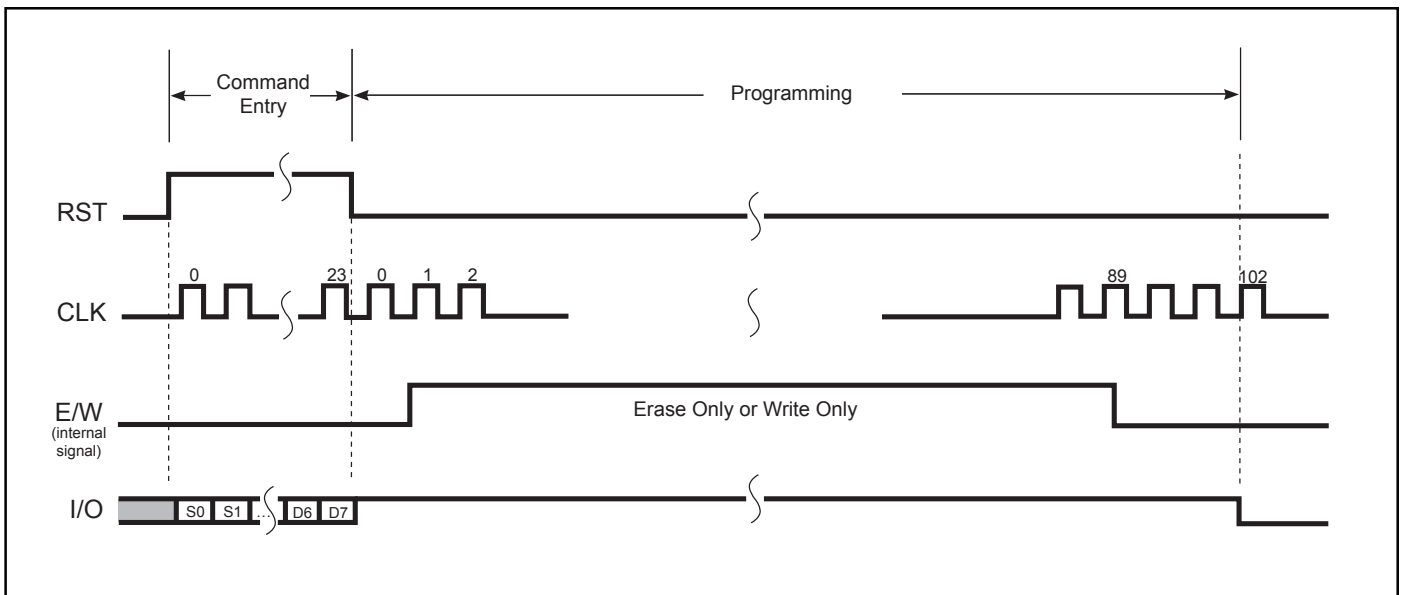 Command
Entry
Programming
RST
0 23 0 1 2 89 102
CLK
E/W
(internal
signal)
Erase Only or Write Only
I/O
S0 S1 ... D6 D7